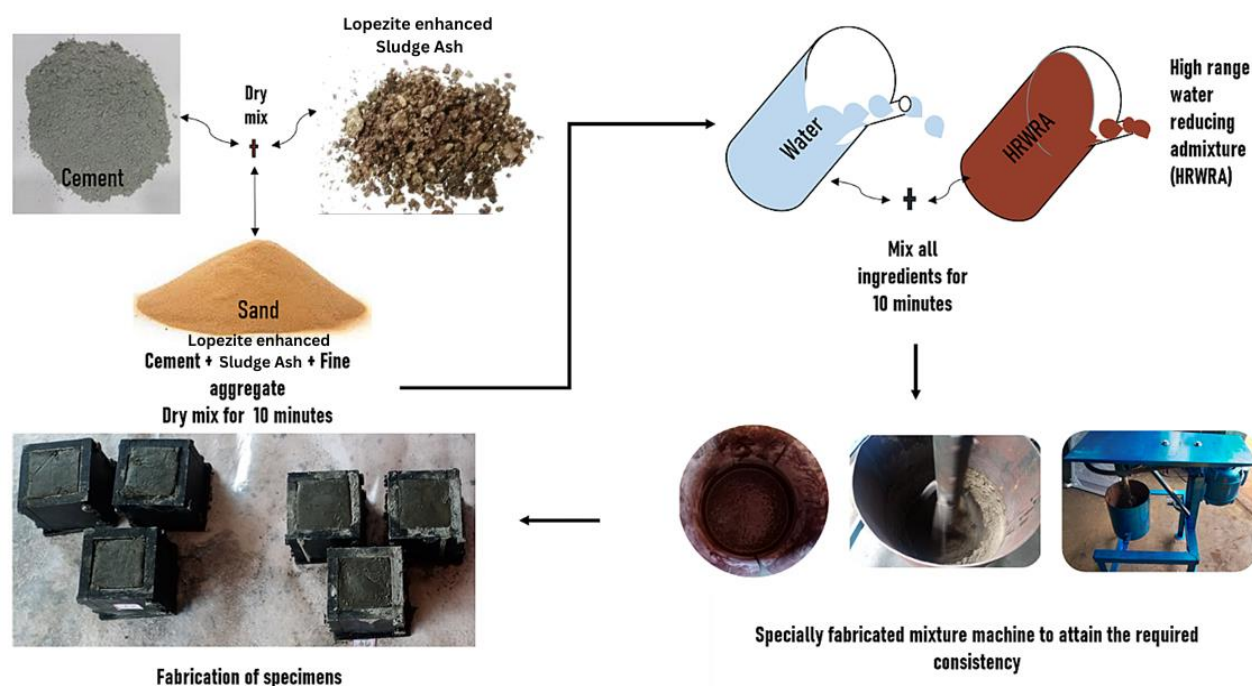 Lopezite enhanced
Sludge Ash
Dry
mix
Cement
Sand
Lopezite enhanced
Cement + Sludge Ash + Fine
aggregate
Dry mix for 10 minutes
Water
HRWRA
High range
water
reducing
admixture
(HRWRA)
Mix all
ingredients for
10 minutes
Specially fabricated mixture machine to attain the required
consistency
Fabrication of specimens